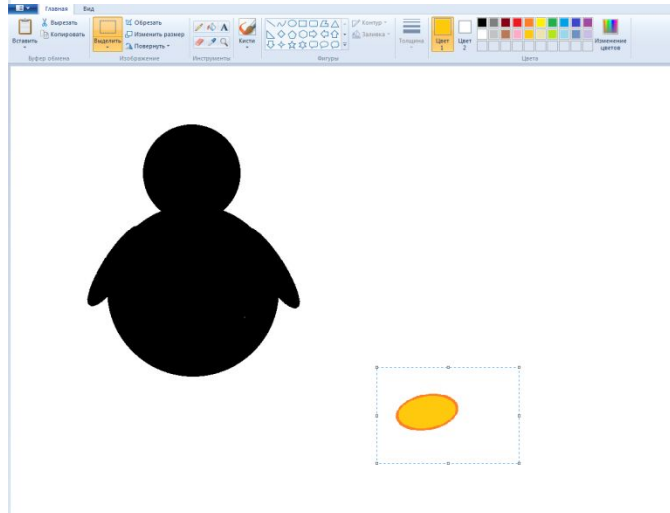 Главная Вид
Вставить
Вырезать
Копировать
Буфер обмена
Выделить
Обрезать
Изменить размер
Повернуть
Изображение
A
Инструменты
Кисти
Контур
Заливка
Фигуры
Толщина
Цвет 1
Цвет 2
Изменение цветов
Цвета